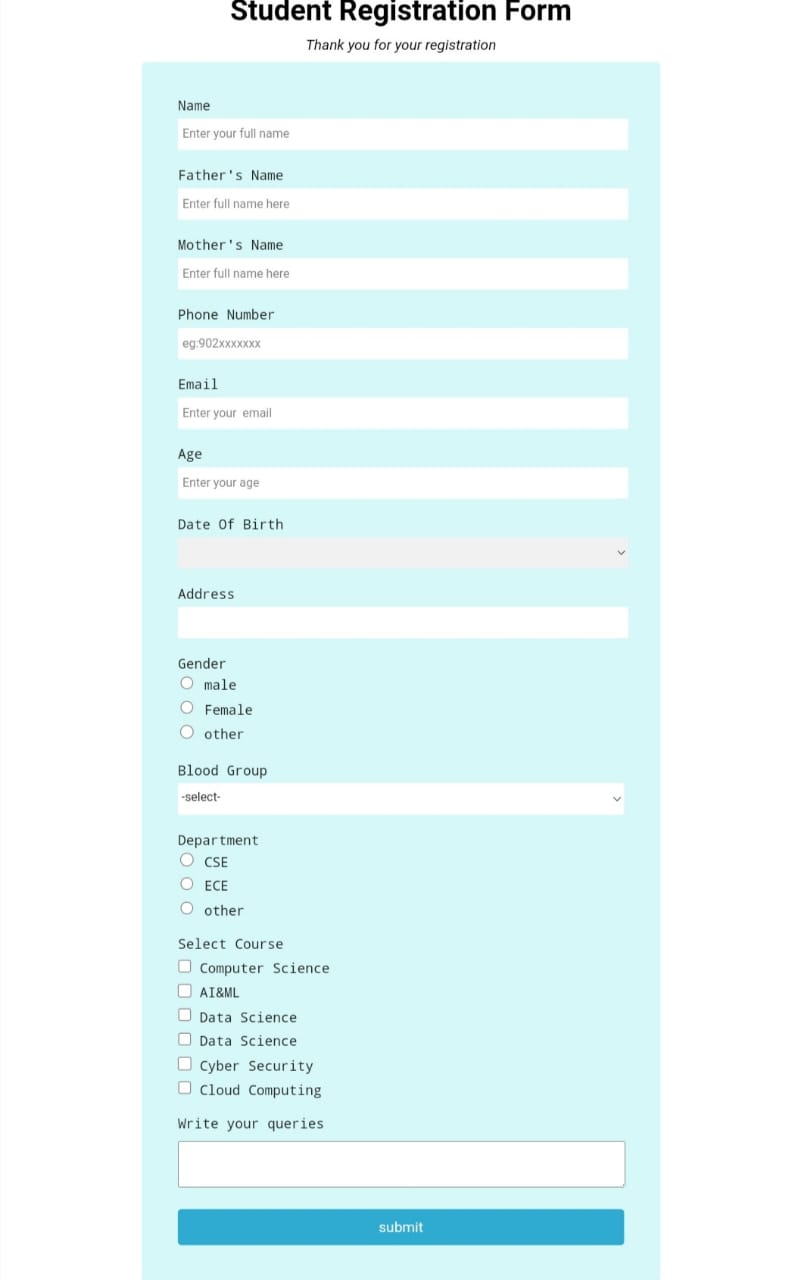 Student Registration Form
Thank you for your registration
Name
Enter your full name
Father's Name
Enter full name here
Mother's Name
Enter full name here
Phone Number
eg:902xxxxxxx
Email
Enter your  email
Age
Enter your age
Date Of Birth
Address
Gender
male
Female
other
Blood Group
-select-
Department
CSE
ECE
other
Select Course
Computer Science
AI&ML
Data Science
Data Science
Cyber Security
Cloud Computing
Write your queries
submit